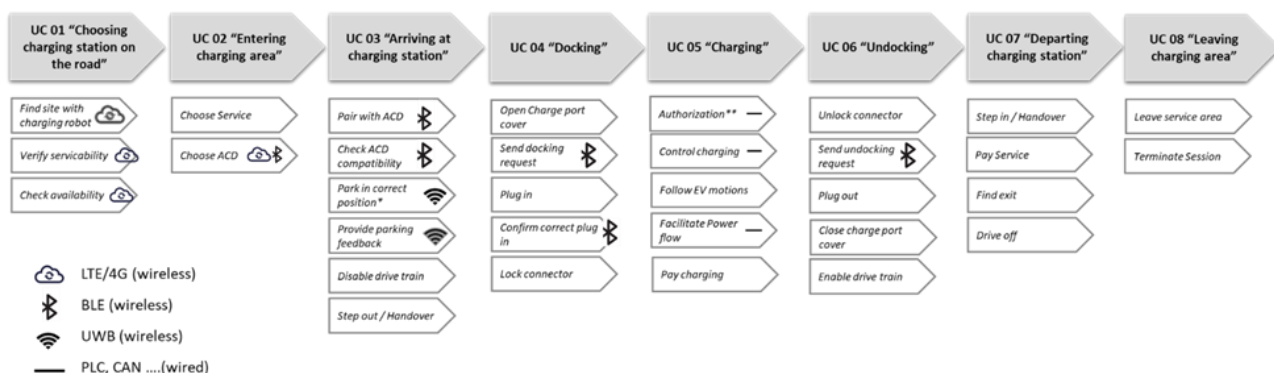 UC 01 “Choosing
charging station on
the road”
UC 02 “Entering
charging area”
UC 03 “Arriving at
charging station”
UC 04 “Docking”
UC 05 “Charging”
UC 06 “Undocking”
UC 07 “Departing
charging station”
UC 08 “Leaving
charging area”
Find site with
charging robot
Verify servicability
Check availability
Choose Service
Choose ACD
Pair with ACD
Check ACD
compatibility
Park in correct
position*
Provide parking
feedback
Disable drive train
Step out / Handover
Open Charge port
cover
Send docking
request
Plug in
Confirm correct plug
in
Lock connector
Authorization**
Control charging
Follow EV motions
Facilitate Power
flow
Pay charging
Unlock connector
Send undocking
request
Plug out
Close charge port
cover
Enable drive train
Step in / Handover
Pay Service
Find exit
Drive off
Leave service area
Terminate Session
LTE/4G (wireless)
BLE (wireless)
UWB (wireless)
PLC, CAN ....(wired)